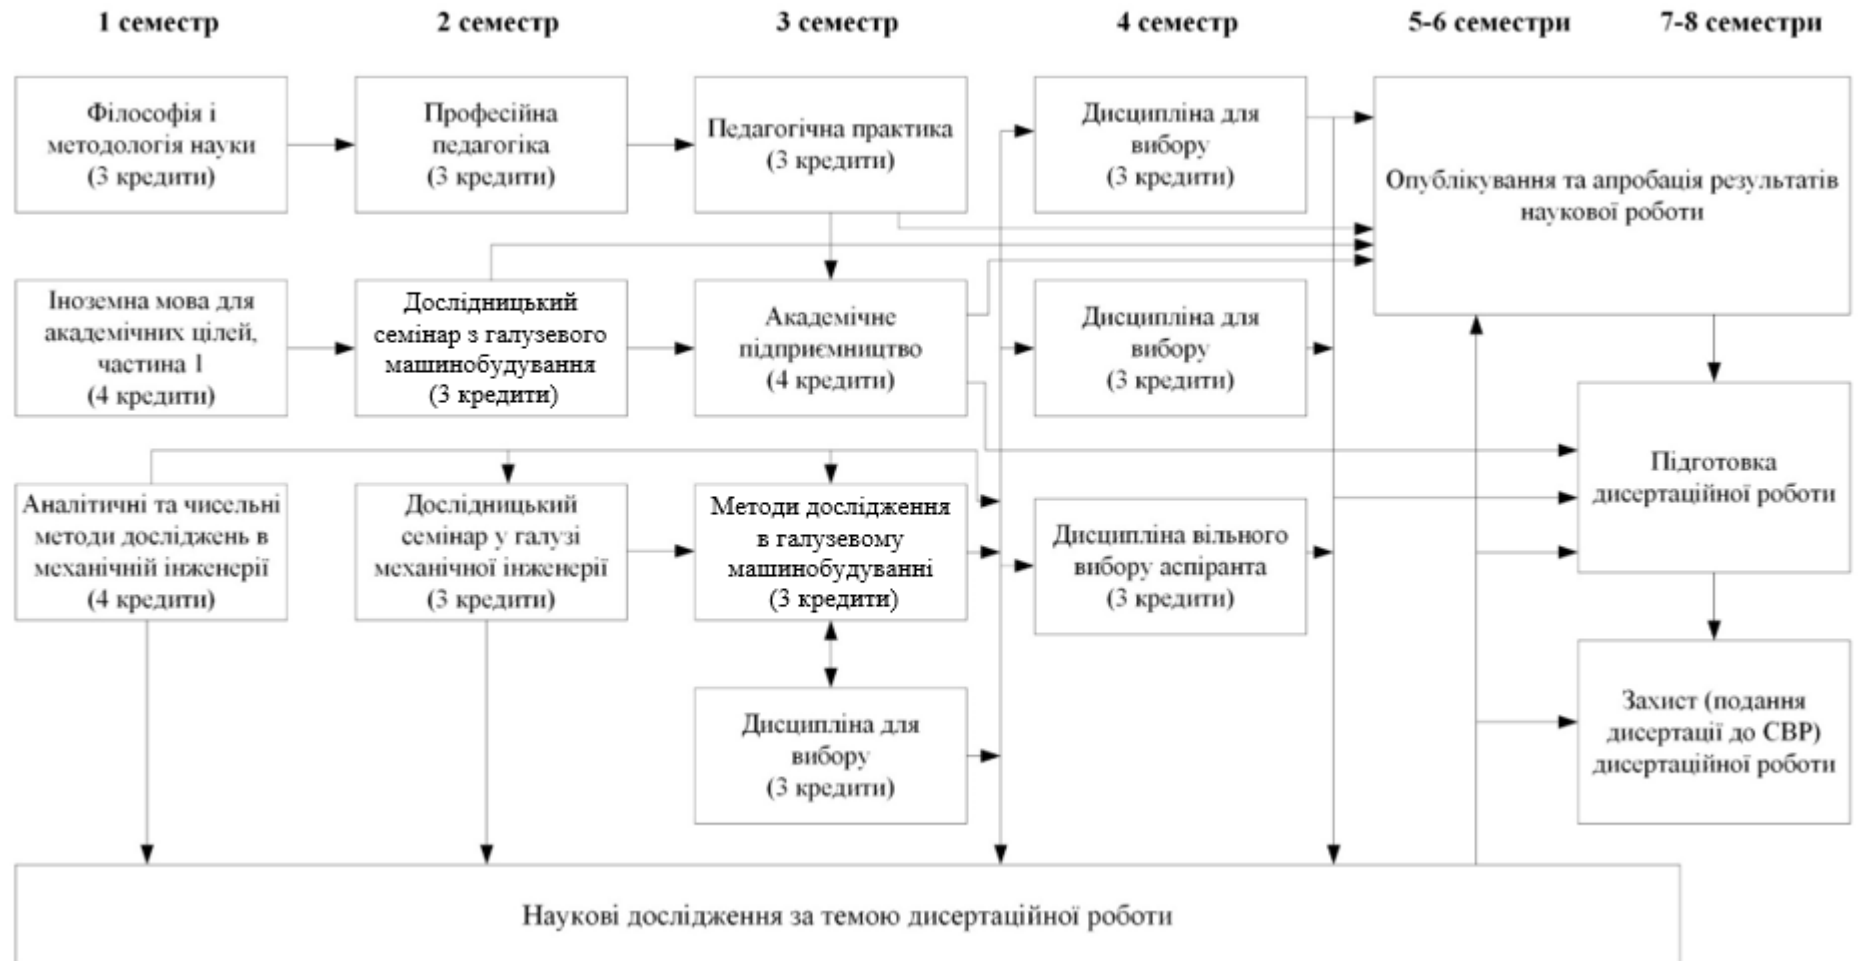 1 семестр
2 семестр
3 семестр
4 семестр
5-6 семестри
7-8 семестри
Філософія і
методологія науки
(3 кредити)
Професійна
педагогіка
(3 кредити)
Педагогічна практика
(3 кредити)
Дисципліна для
вибору
(3 кредити)
Опублікування та апробація результатів
наукової роботи
Іноземна мова для
академічних цілей,
частина 1
(4 кредити)
Дослідницький
семінар з галузевого
машинобудування
(3 кредити)
Академічне
підприємництво
(4 кредити)
Дисципліна для
вибору
(3 кредити)
Підготовка
дисертаційної роботи
Аналітичні та чисельні
методи досліджень в
механічній інженерії
(4 кредити)
Дослідницький
семінар у галузі
механічної інженерії
(3 кредити)
Методи дослідження
в галузевому
машинобудуванні
(3 кредити)
Дисципліна вільного
вибору аспіранта
(3 кредити)
Дисципліна для
вибору
(3 кредити)
Захист (подання
дисертації до СВР)
дисертаційної роботи
Наукові дослідження за темою дисертаційної роботи